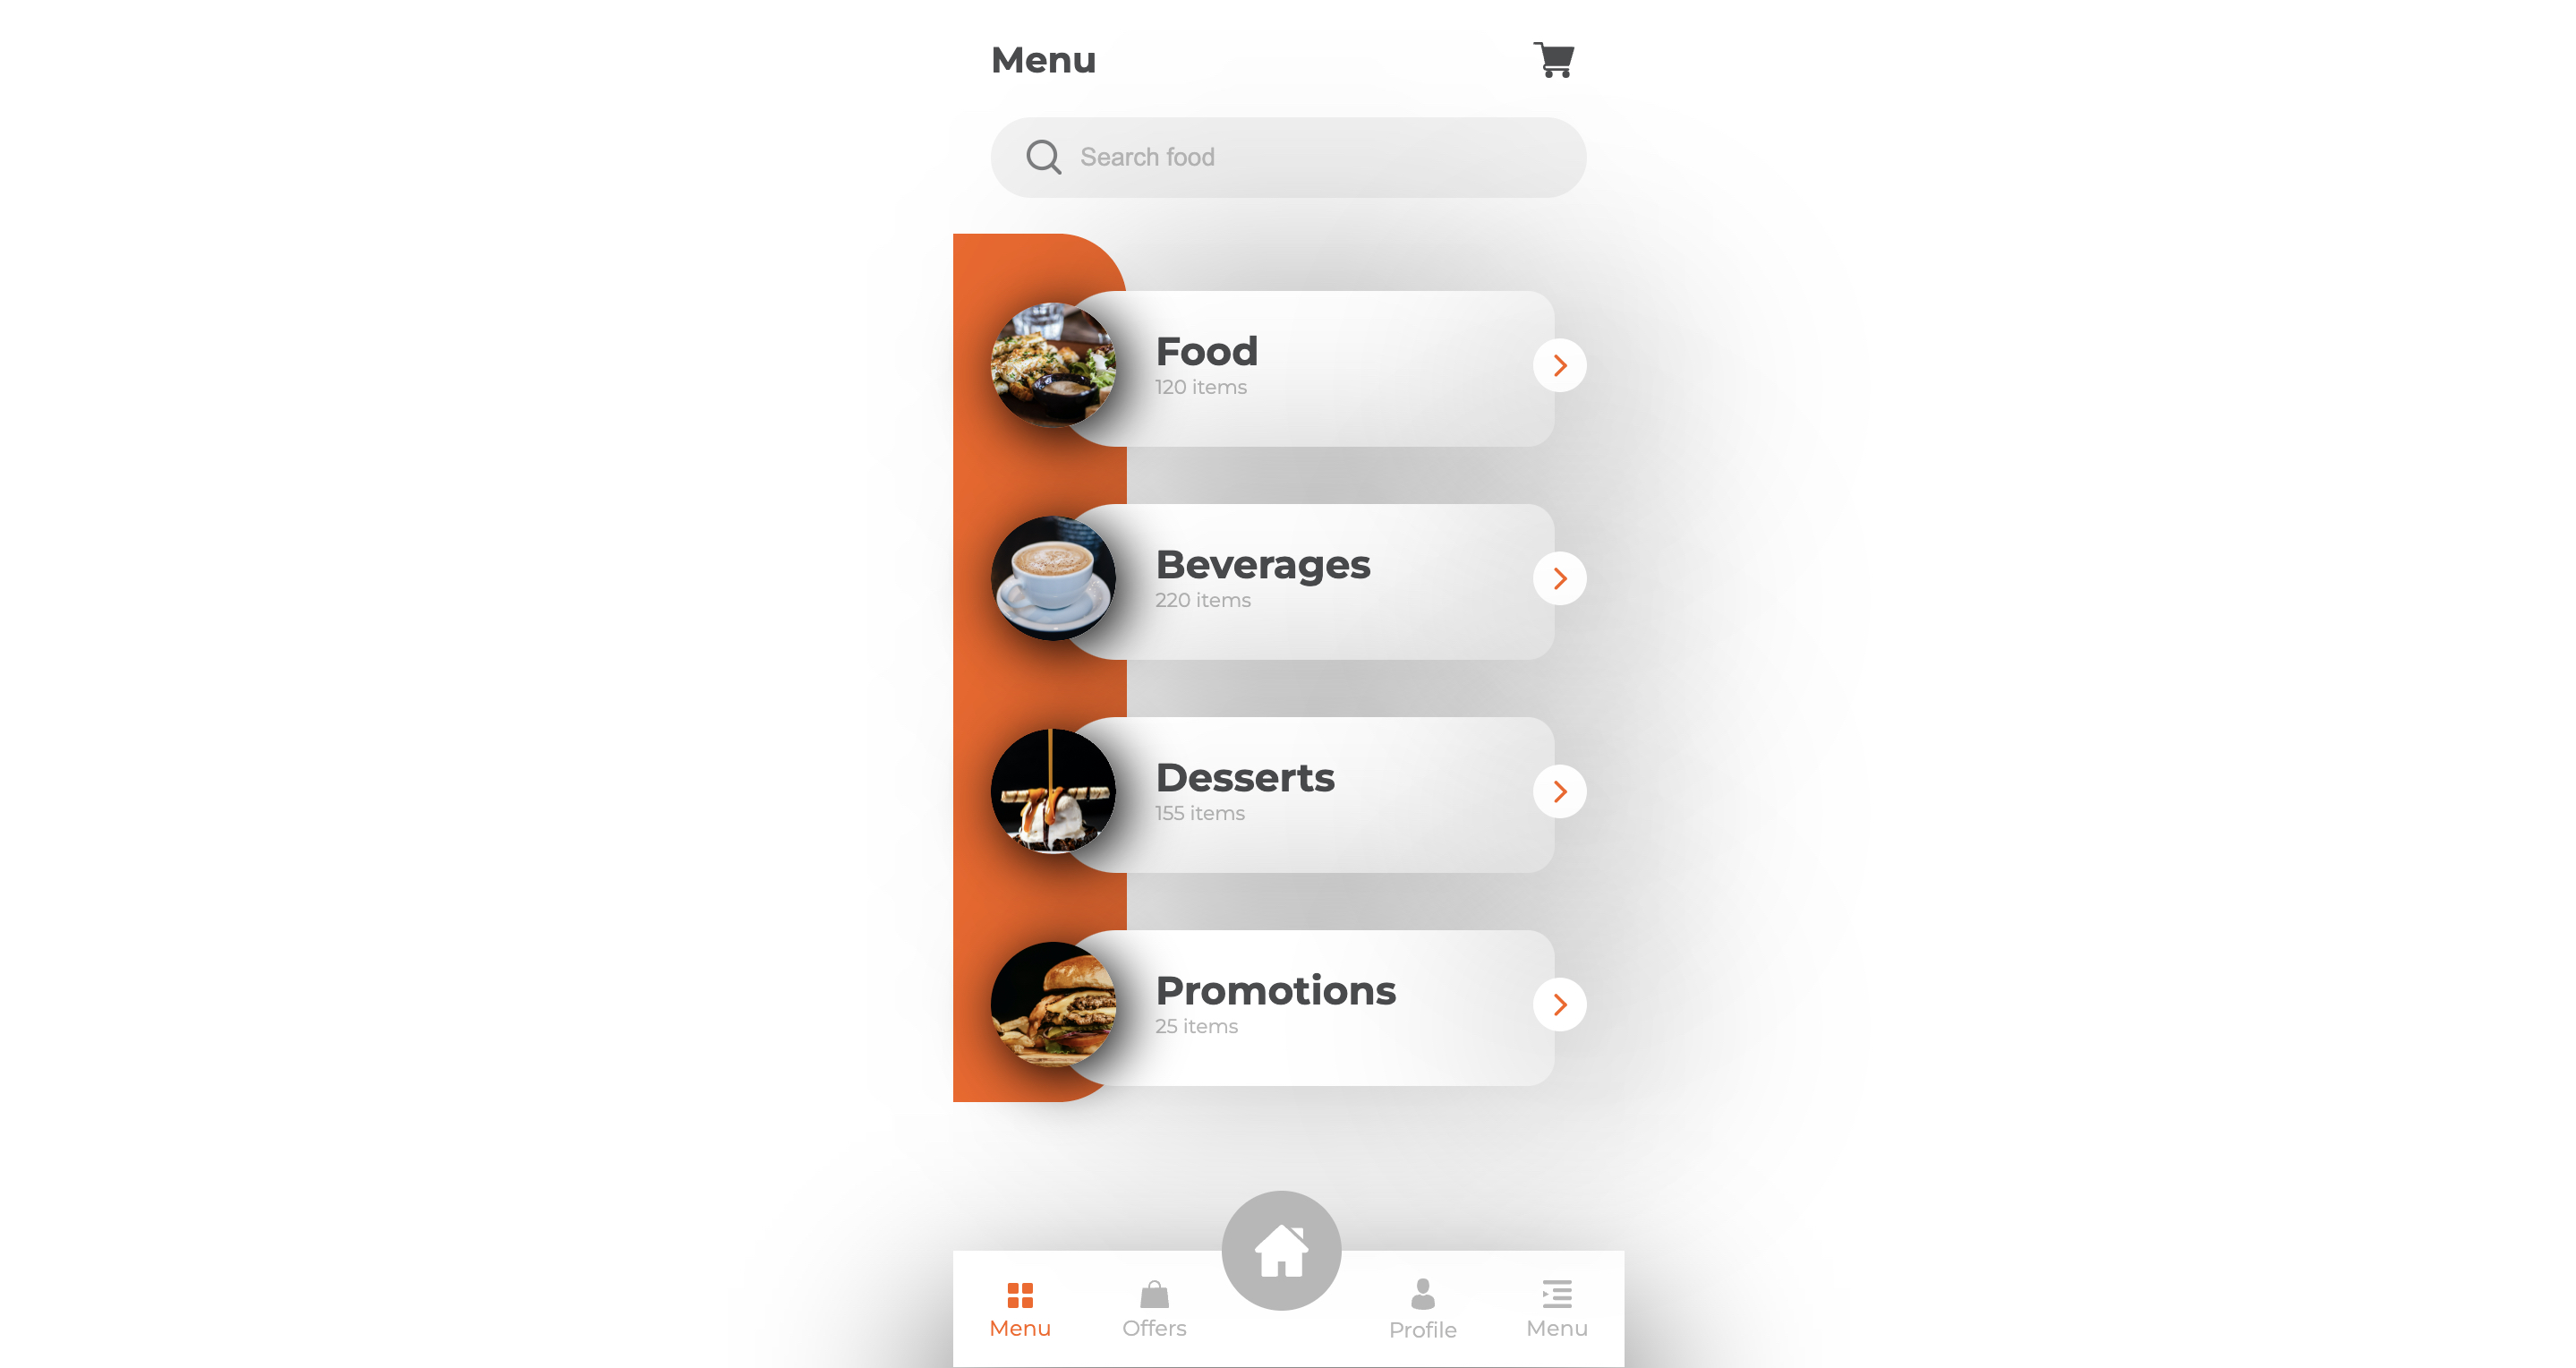 Menu
Search food
Food
120 items
Beverages
220 items
Desserts
155 items
Promotions
25 items
Menu
Offers
Profile
Menu